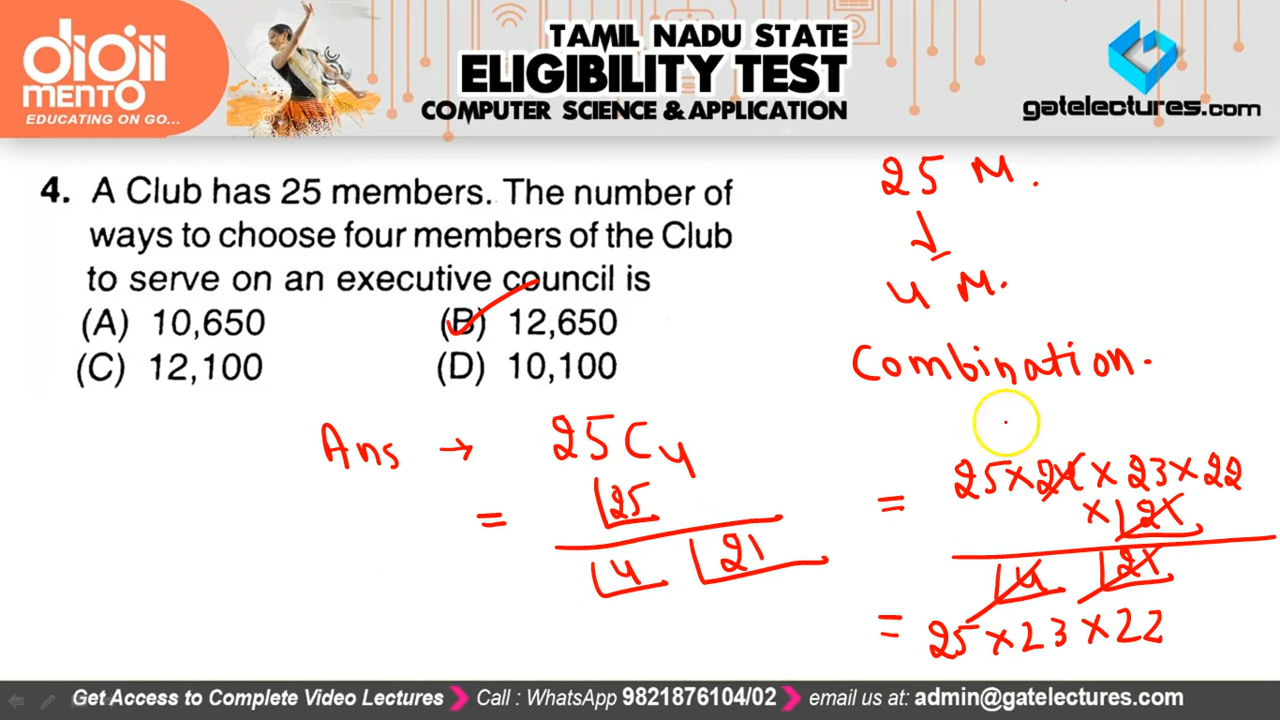 digii
mento
EDUCATING ON GO...
TAMIL NADU STATE
ELIGIBILITY TEST
COMPUTER SCIENCE & APPLICATION
gatelectures.com
4. A Club has 25 members. The number of
ways to choose four members of the Club
to serve on an executive council is
(A) 10,650 (B) 12,650
(C) 12,100 (D) 10,100
25 M.
4 M.
Combination.
Ans → 25C4
= |25
|4 |21
= 25 × 24 × 23 × 22
× |21
|4 |21
= 25 × 23 × 22
Get Access to Complete Video Lectures Call : WhatsApp 9821876104/02 email us at: admin@gatelectures.com